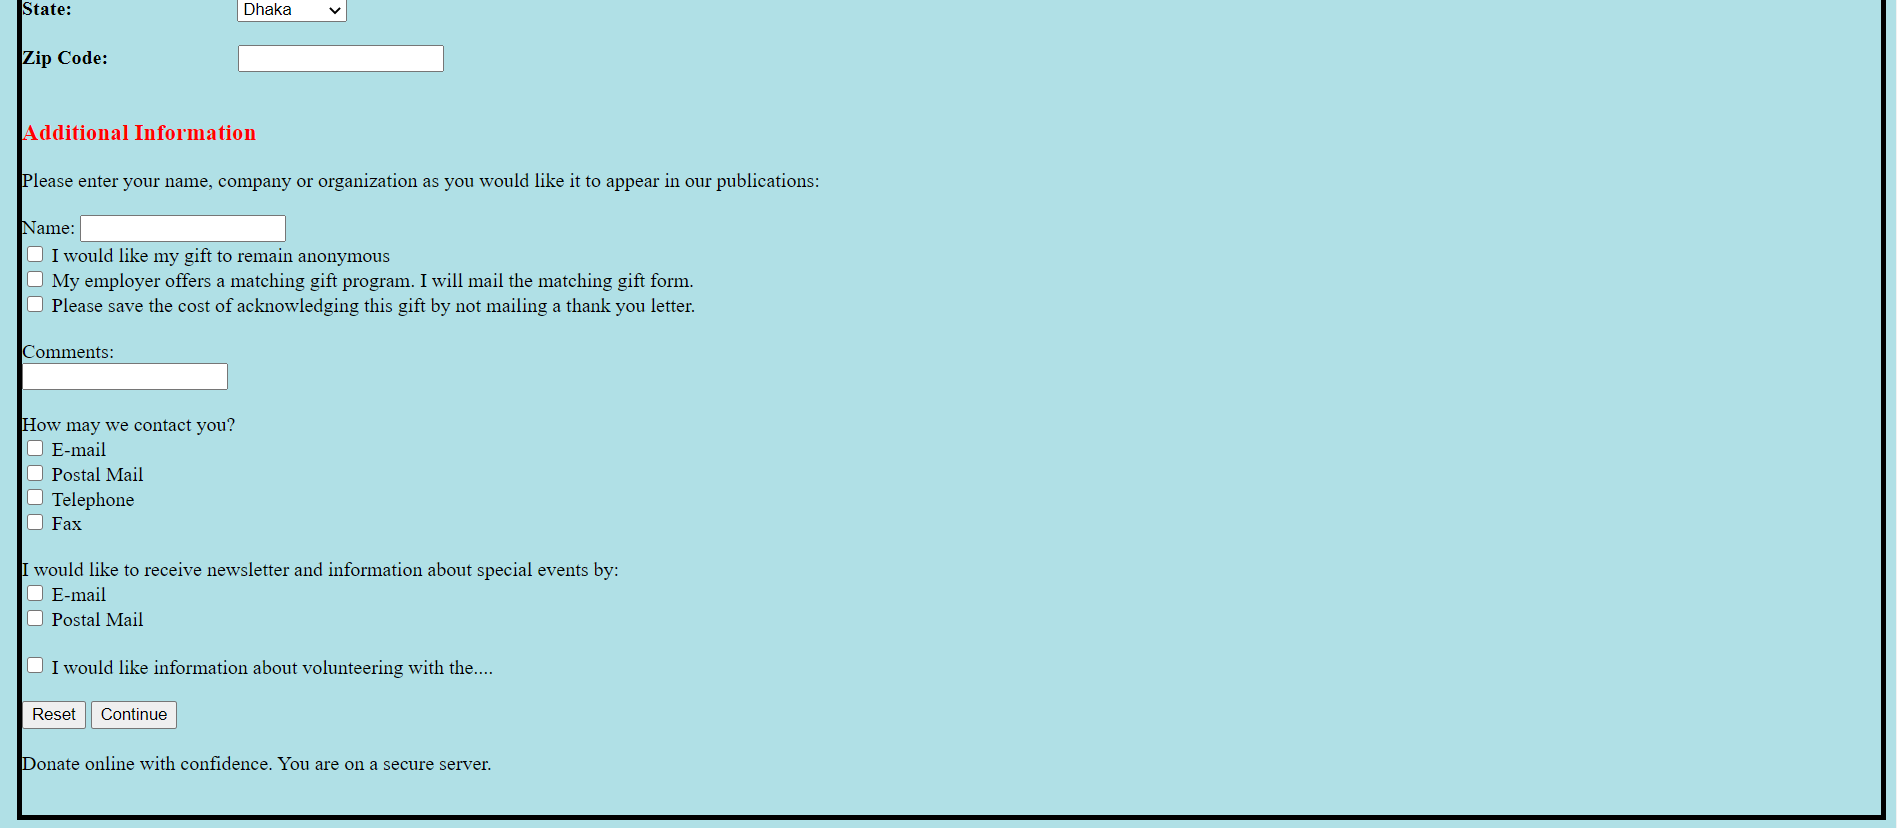 State: Dhaka
Zip Code:
Additional Information
Please enter your name, company or organization as you would like it to appear in our publications:
Name:
I would like my gift to remain anonymous
My employer offers a matching gift program. I will mail the matching gift form.
Please save the cost of acknowledging this gift by not mailing a thank you letter.
Comments:
How may we contact you?
E-mail
Postal Mail
Telephone
Fax
I would like to receive newsletter and information about special events by:
E-mail
Postal Mail
I would like information about volunteering with the....
Reset Continue
Donate online with confidence. You are on a secure server.